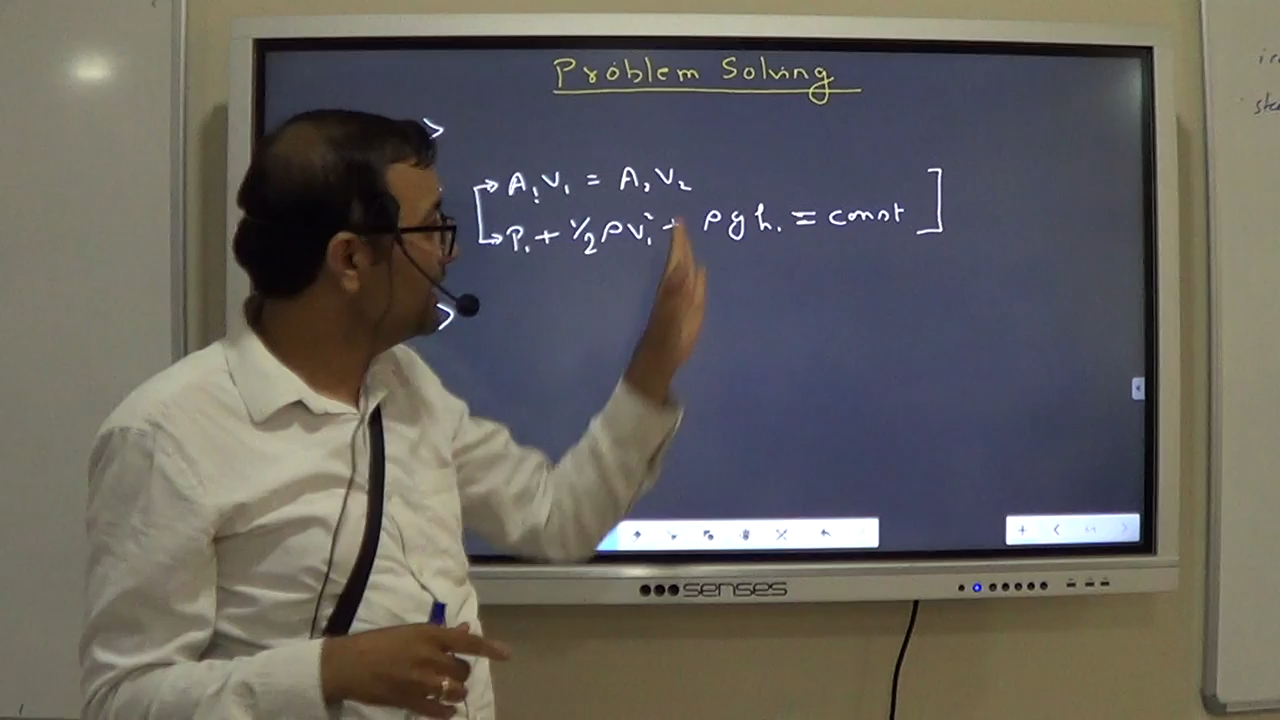 Problem Solving
>
A₁V₁ = A₂V₂
P₁ + ½ρv₁² + ρgh₁ = const ]
>
senses